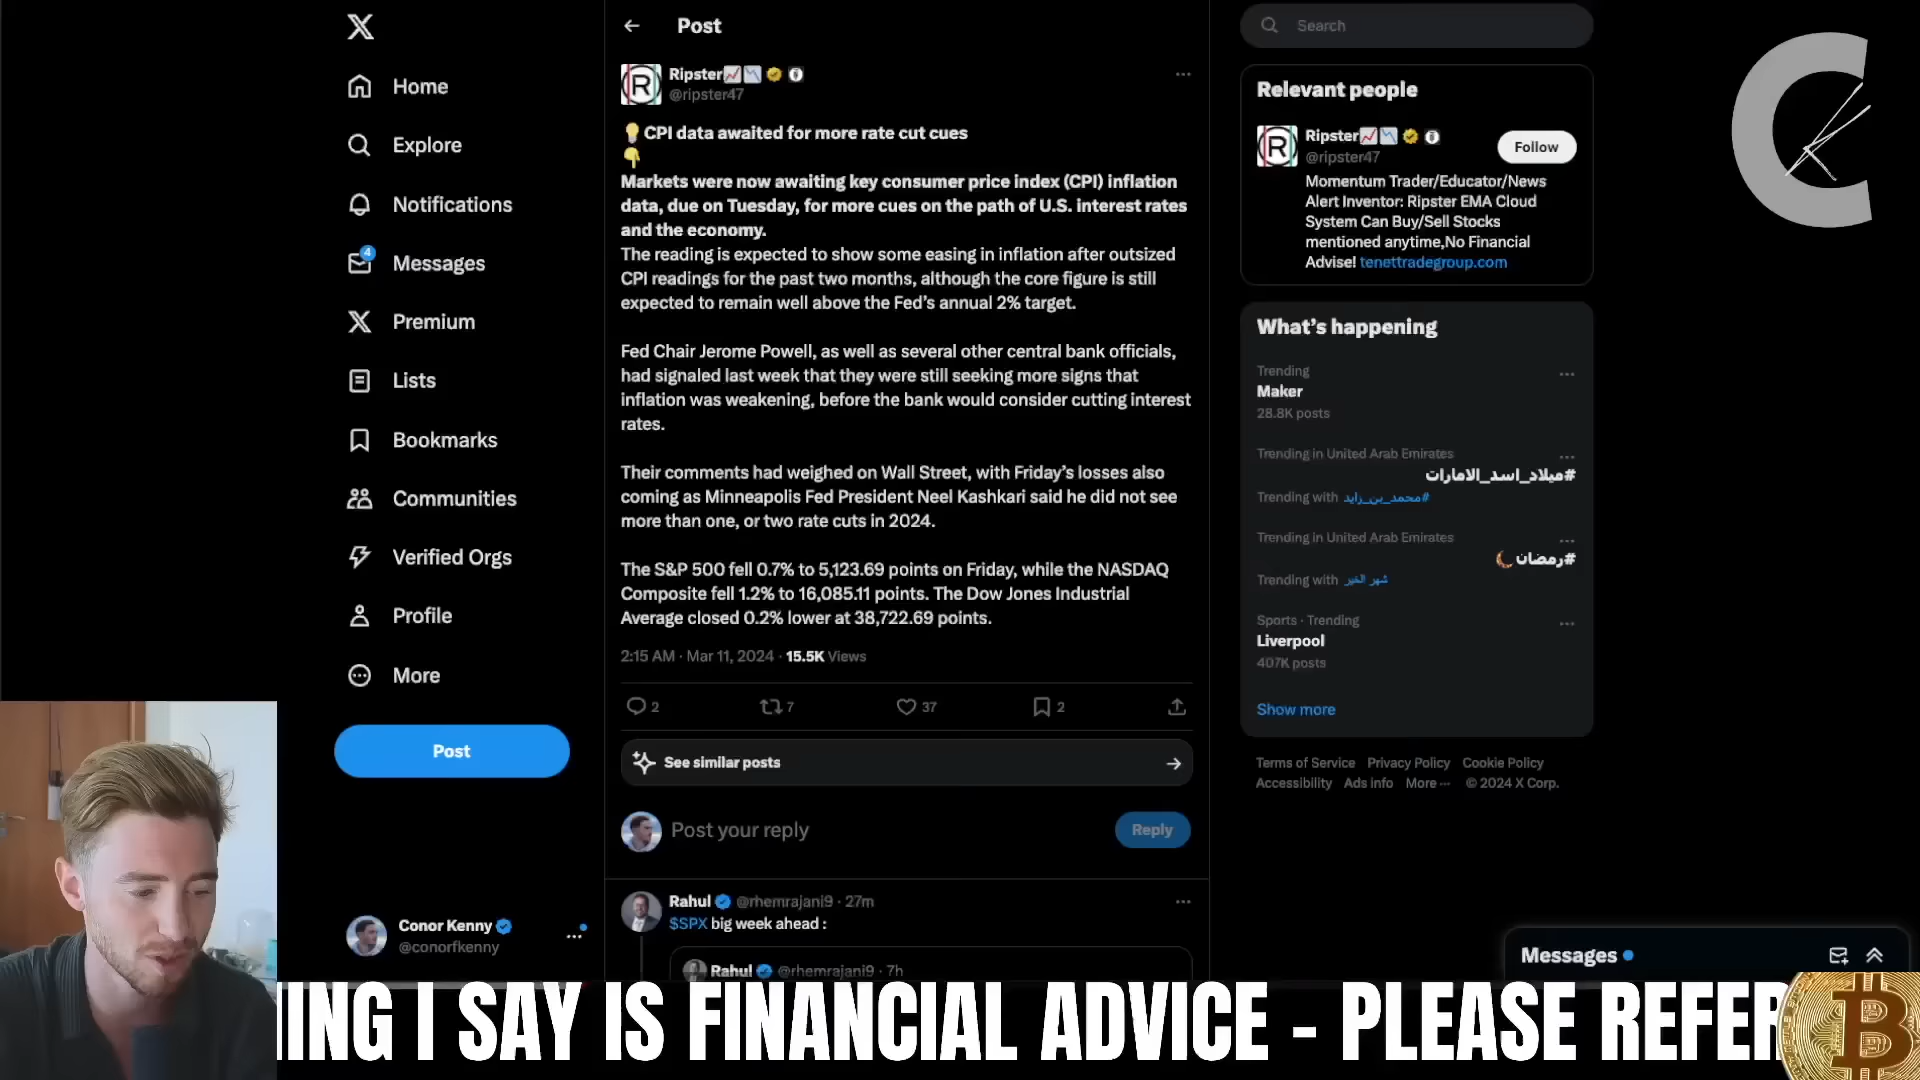 Home
Explore
Notifications
4
Messages
Premium
Lists
Bookmarks
Communities
Verified Orgs
Profile
More
Post
Conor Kenny
@conorfkenny
Post
Ripster
@ripster47
💡CPI data awaited for more rate cut cues
👇
Markets were now awaiting key consumer price index (CPI) inflation
data, due on Tuesday, for more cues on the path of U.S. interest rates
and the economy.
The reading is expected to show some easing in inflation after outsized
CPI readings for the past two months, although the core figure is still
expected to remain well above the Fed's annual 2% target.
Fed Chair Jerome Powell, as well as several other central bank officials,
had signaled last week that they were still seeking more signs that
inflation was weakening, before the bank would consider cutting interest
rates.
Their comments had weighed on Wall Street, with Friday's losses also
coming as Minneapolis Fed President Neel Kashkari said he did not see
more than one, or two rate cuts in 2024.
The S&P 500 fell 0.7% to 5,123.69 points on Friday, while the NASDAQ
Composite fell 1.2% to 16,085.11 points. The Dow Jones Industrial
Average closed 0.2% lower at 38,722.69 points.
2:15 AM · Mar 11, 2024 · 15.5K Views
2 7 37 2
See similar posts
Post your reply
Reply
Rahul @rhemrajani9 · 27m
$SPX big week ahead :
Rahul @rhemrajani9 · 7h
Search
Relevant people
Ripster
@ripster47
Follow
Momentum Trader/Educator/News
Alert Inventor: Ripster EMA Cloud
System Can Buy/Sell Stocks
mentioned anytime,No Financial
Advise! tenettradegroup.com
What's happening
Trending
Maker
28.8K posts
Trending in United Arab Emirates
#ميلاد_اسد_الامارات
Trending with #محمد_بن_زايد
Trending in United Arab Emirates
#رمضان
Trending with شهر الخير
Sports · Trending
Liverpool
407K posts
Show more
Terms of Service Privacy Policy Cookie Policy
Accessibility Ads info More ··· © 2024 X Corp.
Messages
HING I SAY IS FINANCIAL ADVICE - PLEASE REFER